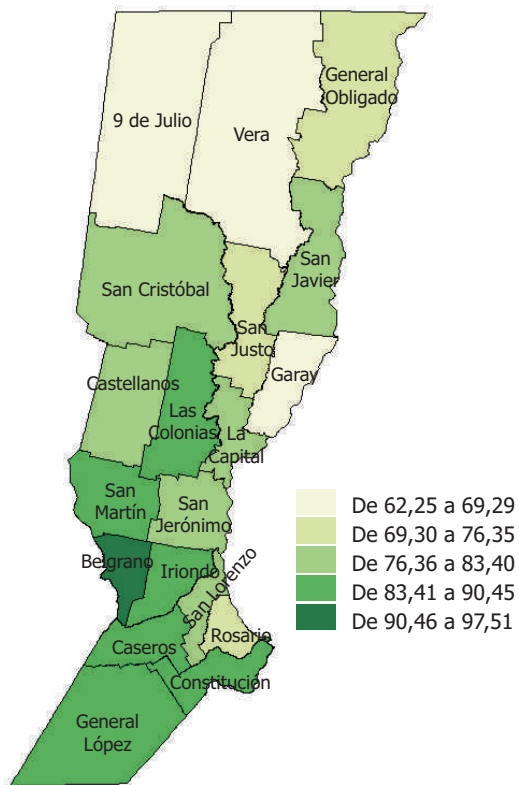 General
Obligado
9 de Julio
Vera
San
Javier
San Cristóbal
San
Justo
Garay
Castellanos
Las
Colonias
La
Capital
San
Martín
San
Jerónimo
Belgrano
Iriondo
San Lorenzo
Rosario
Caseros
Constitución
General
López
De 62,25 a 69,29
De 69,30 a 76,35
De 76,36 a 83,40
De 83,41 a 90,45
De 90,46 a 97,51